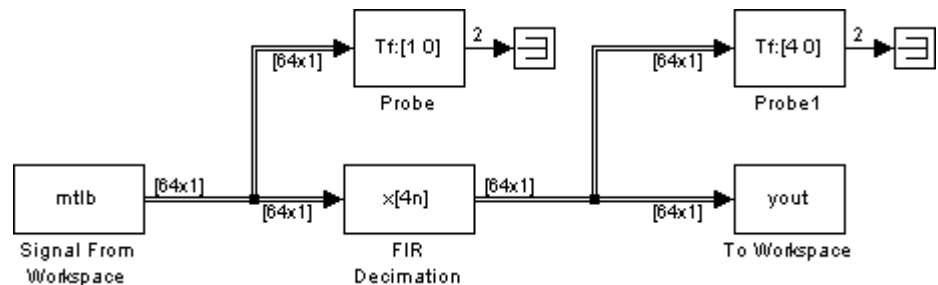 Tf:[1 0]
2
[64x1]
Probe
Tf:[4 0]
2
[64x1]
Probe1
mtlb
[64x1]
[64x1]
Signal From
Workspace
x[4n]
[64x1]
FIR
Decimation
[64x1]
yout
To Workspace